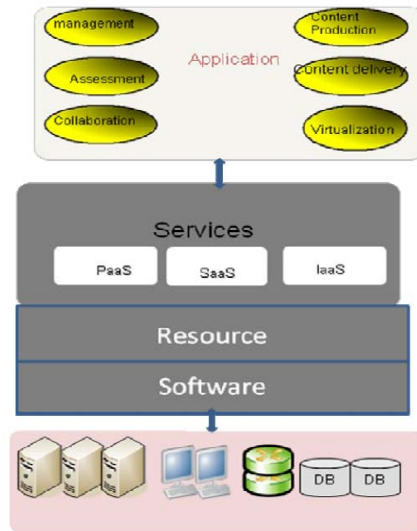 management
Content
Production
Application
Assessment
Content delivery
Collaboration
Virtualization
Services
PaaS
SaaS
IaaS
Resource
Software
DB
DB